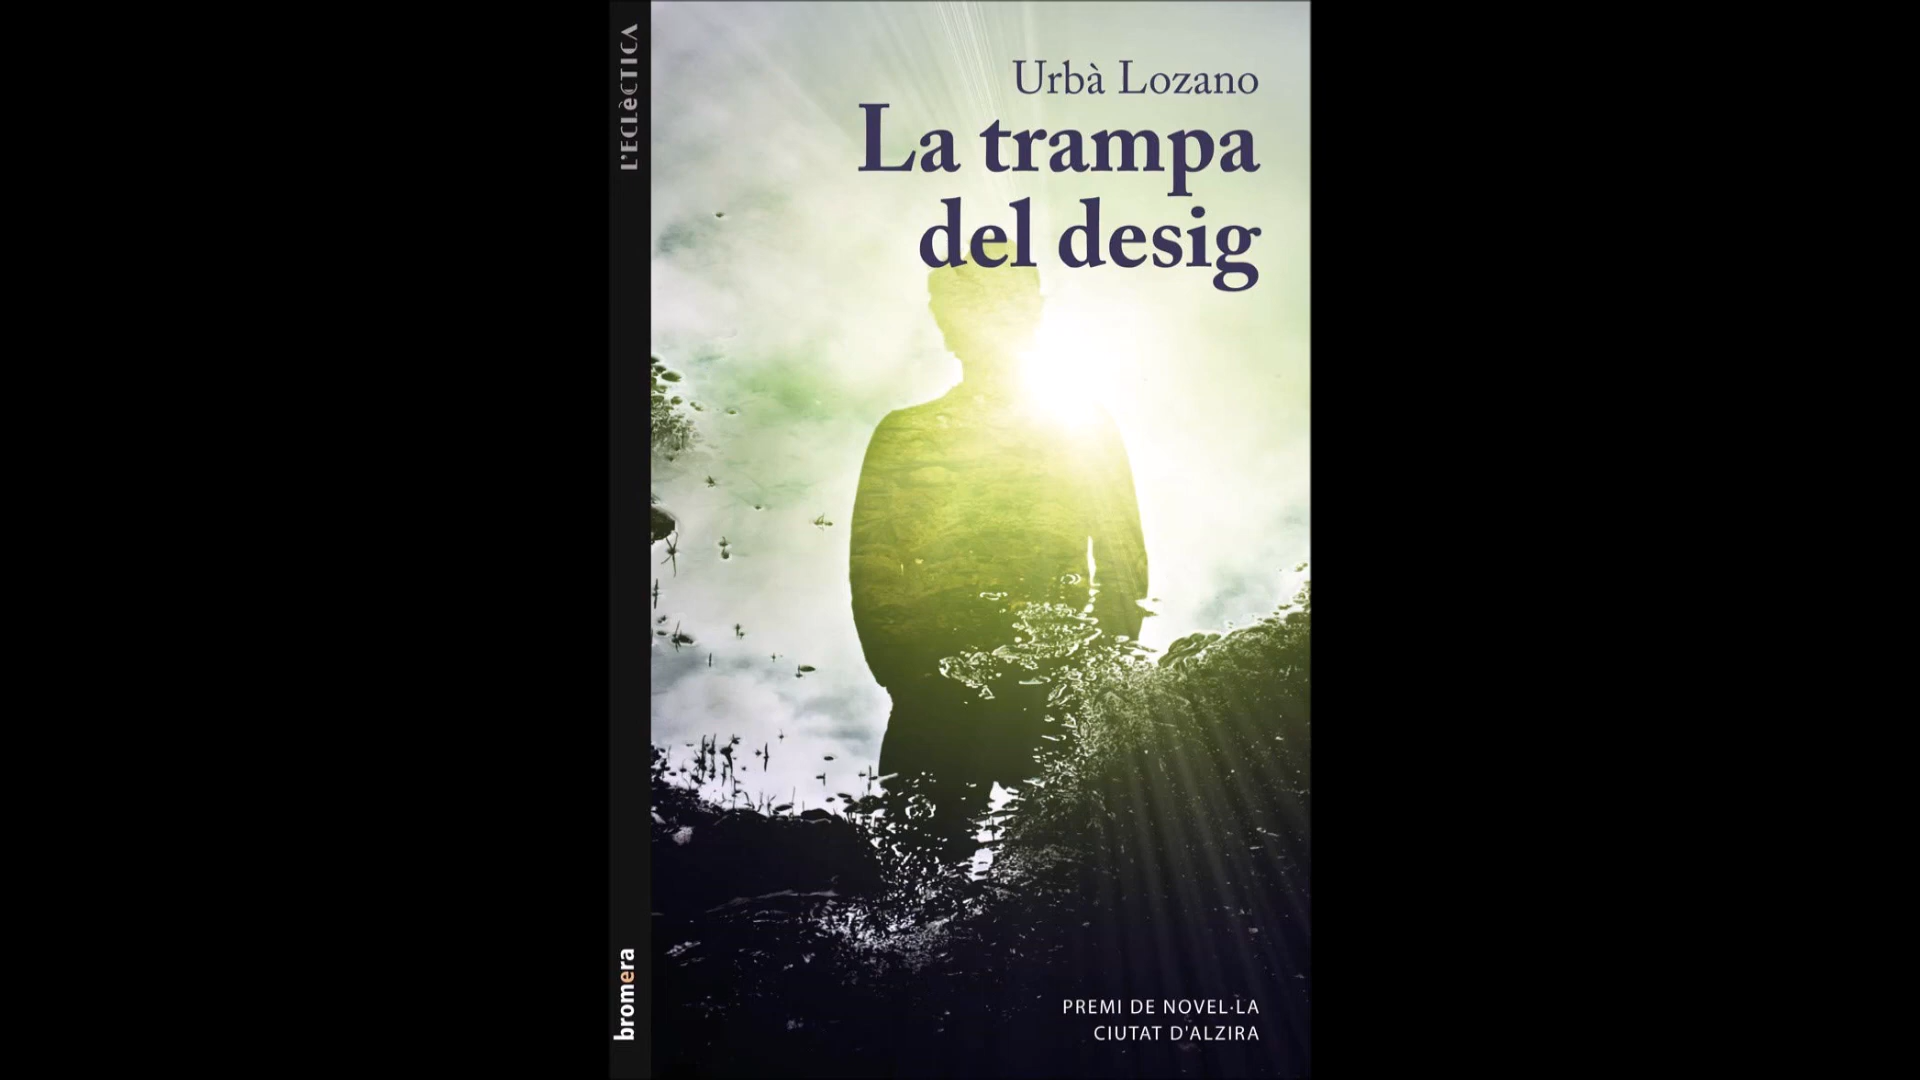 L'ECLèCTICA
Urbà Lozano
La trampa
del desig
bromera
PREMI DE NOVEL·LA
CIUTAT D'ALZIRA